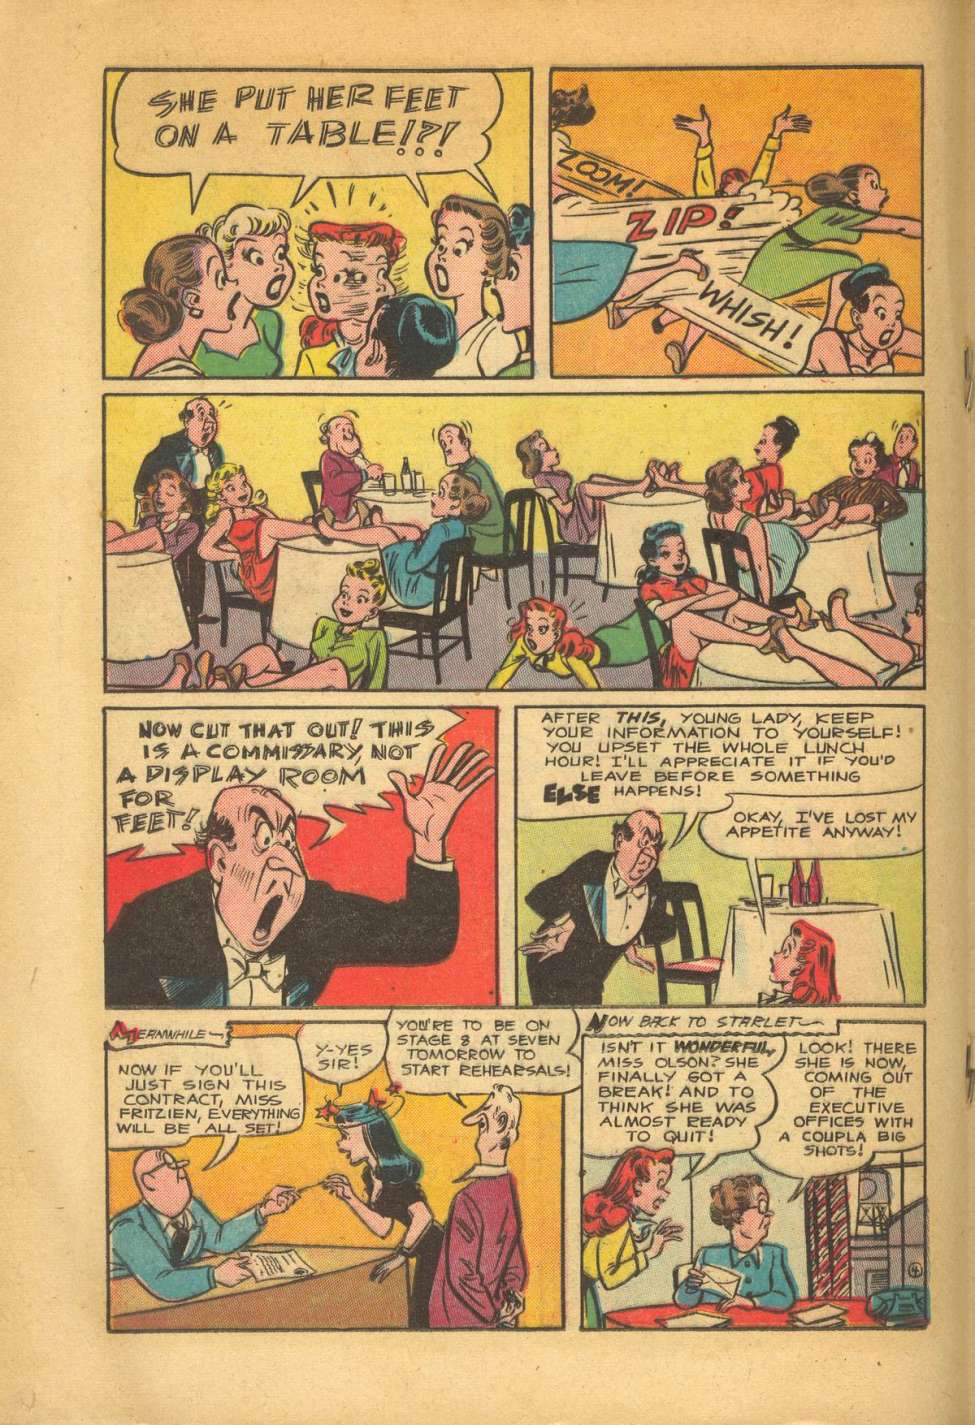 SHE PUT HER FEET
ON A TABLE!?!
ZOOM!
ZIP!
WHISH!
NOW CUT THAT OUT! THIS
IS A COMMISSARY, NOT
A DISPLAY ROOM
FOR
FEET!
AFTER THIS, YOUNG LADY, KEEP
YOUR INFORMATION TO YOURSELF!
YOU UPSET THE WHOLE LUNCH
HOUR! I'LL APPRECIATE IT IF YOU'D
LEAVE BEFORE SOMETHING
ELSE HAPPENS!
OKAY, I'VE LOST MY
APPETITE ANYWAY!
MEANWHILE
NOW IF YOU'LL
JUST SIGN THIS
CONTRACT, MISS
FRITZIEN, EVERYTHING
WILL BE ALL SET!
Y-YES
SIR!
YOU'RE TO BE ON
STAGE 8 AT SEVEN
TOMORROW TO
START REHEARSALS!
NOW BACK TO STARLET
ISN'T IT WONDERFUL,
MISS OLSON? SHE
FINALLY GOT A
BREAK! AND TO
THINK SHE WAS
ALMOST READY
TO QUIT!
LOOK! THERE
SHE IS NOW,
COMING OUT
OF THE
EXECUTIVE
OFFICES WITH
A COUPLA BIG
SHOTS!
4